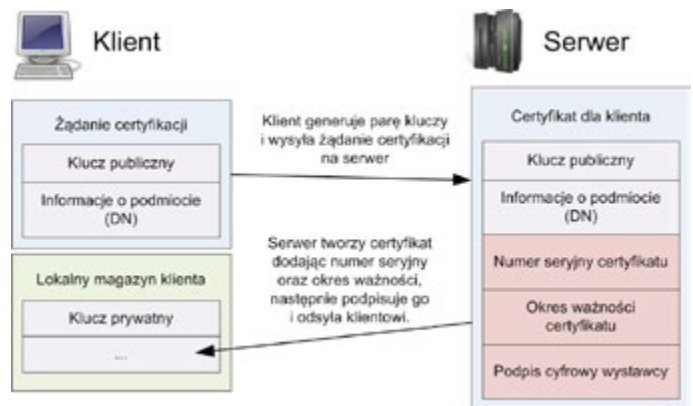 Klient
Serwer
Żądanie certyfikacji
Klucz publiczny
Informacje o podmiocie
(DN)
Klient generuje parę kluczy
i wysyła żądanie certyfikacji
na serwer
Certyfikat dla klienta
Klucz publiczny
Informacje o podmiocie
(DN)
Numer seryjny certyfikatu
Okres ważności
certyfikatu
Podpis cyfrowy wystawcy
Serwer tworzy certyfikat
dodając numer seryjny
oraz okres ważności,
następnie podpisuje go
i odsyła klientowi.
Lokalny magazyn klienta
Klucz prywatny
....